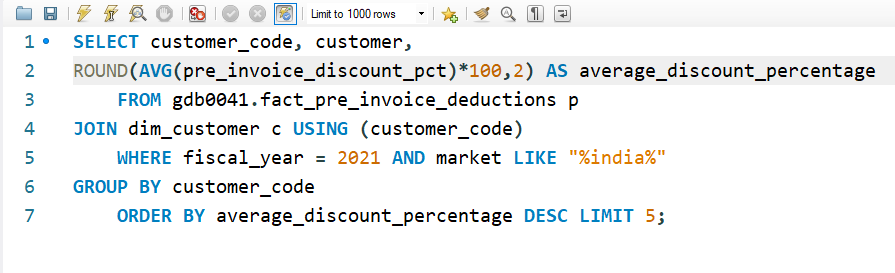 Limit to 1000 rows
1 SELECT customer_code, customer,
2 ROUND(AVG(pre_invoice_discount_pct)*100,2) AS average_discount_percentage
3 FROM gdb0041.fact_pre_invoice_deductions p
4 JOIN dim_customer c USING (customer_code)
5 WHERE fiscal_year = 2021 AND market LIKE "%india%"
6 GROUP BY customer_code
7 ORDER BY average_discount_percentage DESC LIMIT 5;